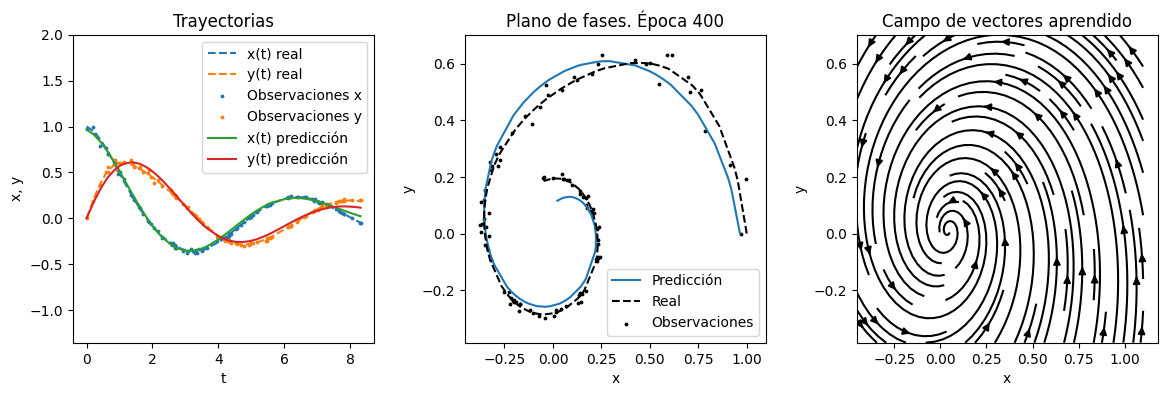 Trayectorias
x, y
2.0
1.5
1.0
0.5
0.0
−0.5
−1.0
x(t) real
y(t) real
Observaciones x
Observaciones y
x(t) predicción
y(t) predicción
0
2
4
6
8
t
Plano de fases. Época 400
y
0.6
0.4
0.2
0.0
−0.2
Predicción
Real
Observaciones
−0.25
0.00
0.25
0.50
0.75
1.00
x
Campo de vectores aprendido
y
0.6
0.4
0.2
0.0
−0.2
−0.25
0.00
0.25
0.50
0.75
1.00
x